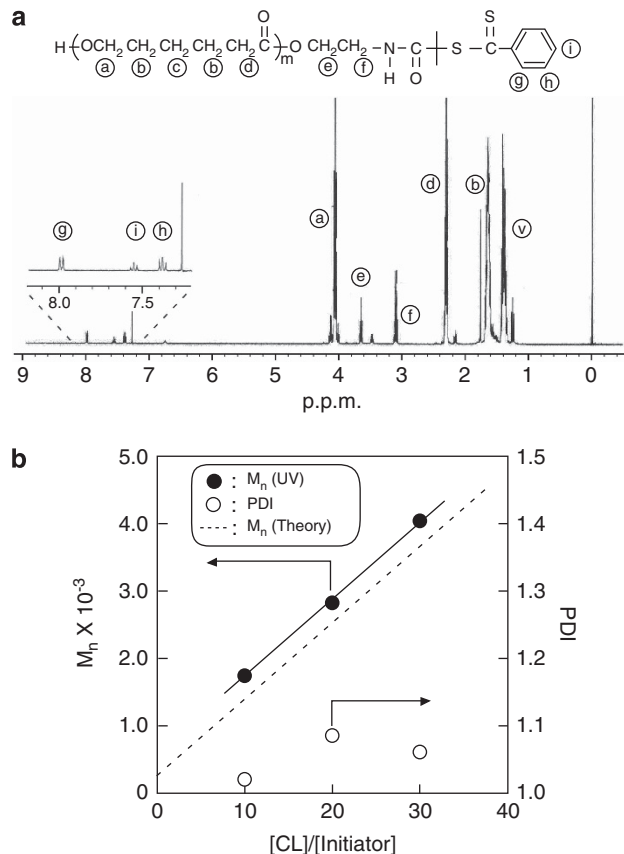 a
O S
H (OCH2CH2CH2CH2CH2C)m OCH2CH2-N-C S C
a b c b d e f H O g h i
a d b v
g i h e f
8.0 7.5
9 8 7 6 5 4 3 2 1 0
p.p.m.
b
5.0 1.5
● : Mn (UV)
○ : PDI
---- : Mn (Theory)
4.0 1.4
3.0 1.3
2.0 1.2
1.0 1.1
0 1.0
0 10 20 30 40
Mn X 10-3
PDI
[CL]/[Initiator]